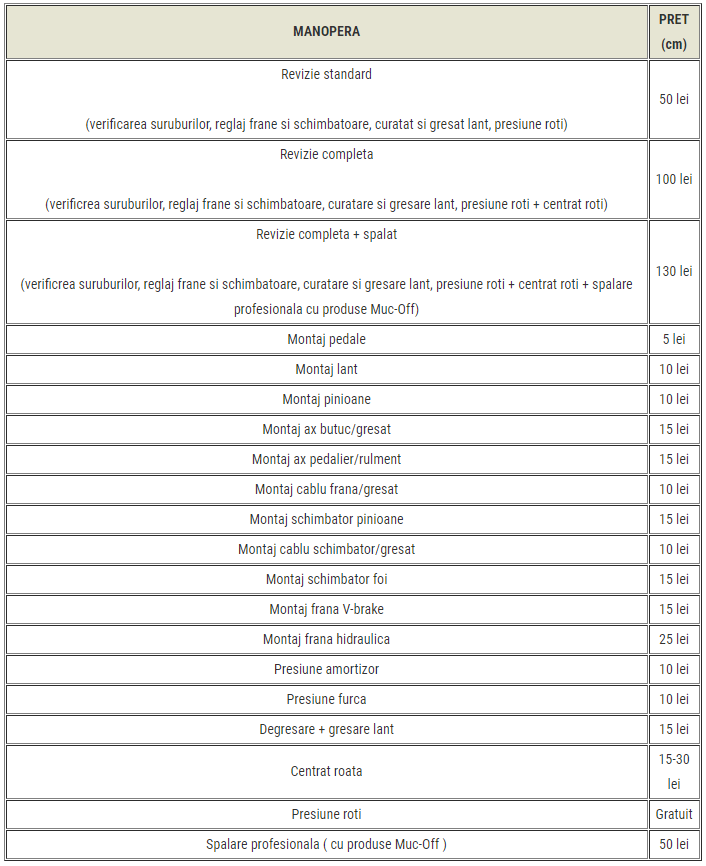 MANOPERA
PRET
(cm)
Revizie standard
(verificarea suruburilor, reglaj frane si schimbatoare, curatat si gresat lant, presiune roti)
50 lei
Revizie completa
(verificrea suruburilor, reglaj frane si schimbatoare, curatare si gresare lant, presiune roti + centrat roti)
100 lei
Revizie completa + spalat
(verificrea suruburilor, reglaj frane si schimbatoare, curatare si gresare lant, presiune roti + centrat roti + spalare
profesionala cu produse Muc-Off)
130 lei
Montaj pedale
5 lei
Montaj lant
10 lei
Montaj pinioane
10 lei
Montaj ax butuc/gresat
15 lei
Montaj ax pedalier/rulment
15 lei
Montaj cablu frana/gresat
10 lei
Montaj schimbator pinioane
15 lei
Montaj cablu schimbator/gresat
10 lei
Montaj schimbator foi
15 lei
Montaj frana V-brake
15 lei
Montaj frana hidraulica
25 lei
Presiune amortizor
10 lei
Presiune furca
10 lei
Degresare + gresare lant
15 lei
Centrat roata
15-30
lei
Presiune roti
Gratuit
Spalare profesionala ( cu produse Muc-Off )
50 lei